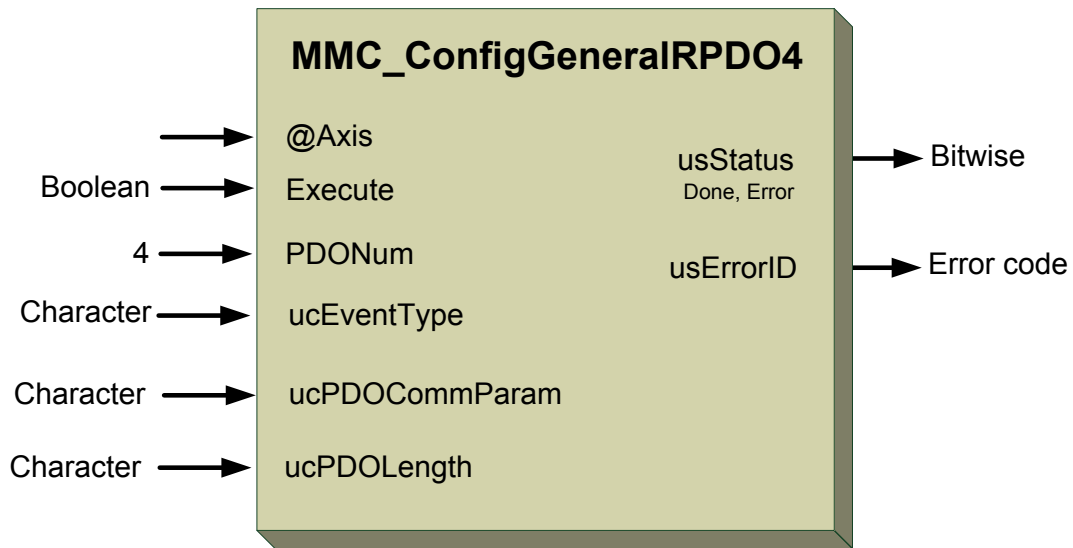 MMC_ConfigGeneralRPDO4
@Axis
Boolean
Execute
4
PDONum
Character
ucEventType
Character
ucPDOCommParam
Character
ucPDOLength
usStatus
Done, Error
Bitwise
usErrorID
Error code